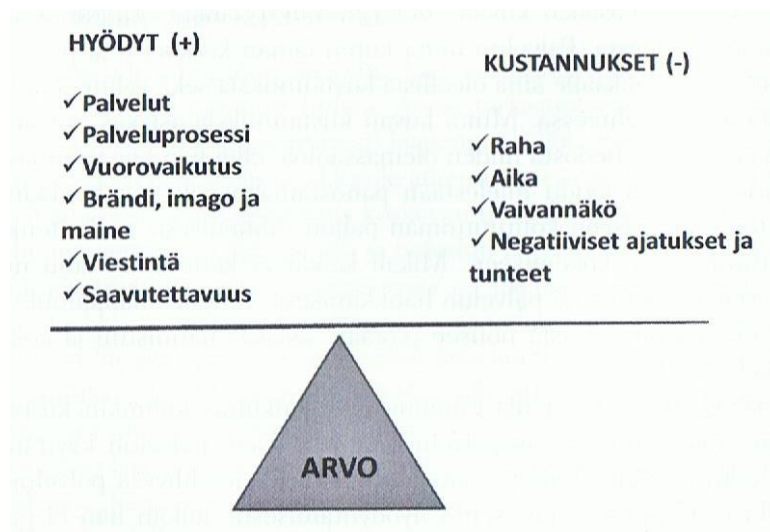 HYÖDYT (+)
✓Palvelut
✓Palveluprosessi
✓Vuorovaikutus
✓Brändi, imago ja
maine
✓Viestintä
✓Saavutettavuus
KUSTANNUKSET (-)
✓Raha
✓Aika
✓Vaivannäkö
✓Negatiiviset ajatukset ja
tunteet
ARVO